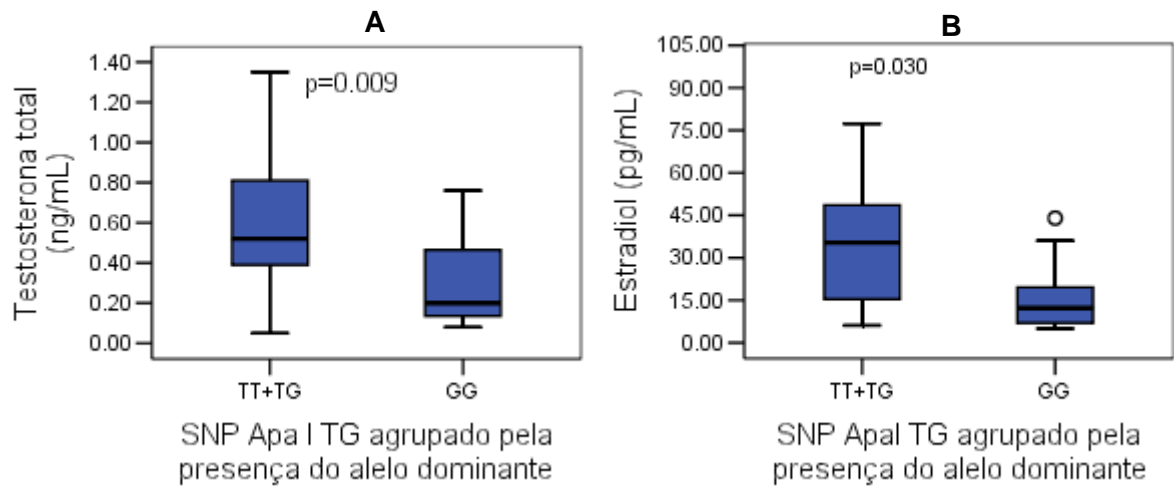 A
Testosterona total
(ng/mL)
1.40
1.20
1.00
0.80
0.60
0.40
0.20
0.00
p=0.009
TT+TG
GG
SNP Apa I TG agrupado pela
presença do alelo dominante
B
Estradiol (pg/mL)
105.00
90.00
75.00
60.00
45.00
30.00
15.00
0.00
p=0.030
TT+TG
GG
SNP ApaI TG agrupado pela
presença do alelo dominante